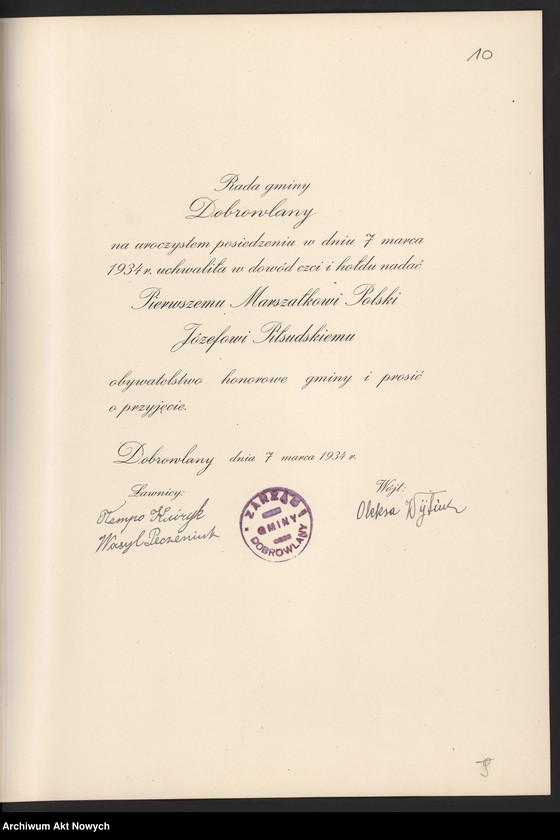 10
Rada gminy
Dobrowlany
na uroczystem posiedzeniu w dniu 7 marca
1934 r. uchwaliła w dowód czci i hołdu nadać
Pierwszemu Marszałkowi Polski
Józefowi Piłsudskiemu
obywatelstwo honorowe gminy i prosić
o przyjęcie.
Dobrowlany dnia 7 marca 1934 r.
Ławnicy:
Wasyl Peczeniuk
ZARZĄD
GMINY
DOBROWLANY
Wójt:
Oleksa
Archiwum Akt Nowych